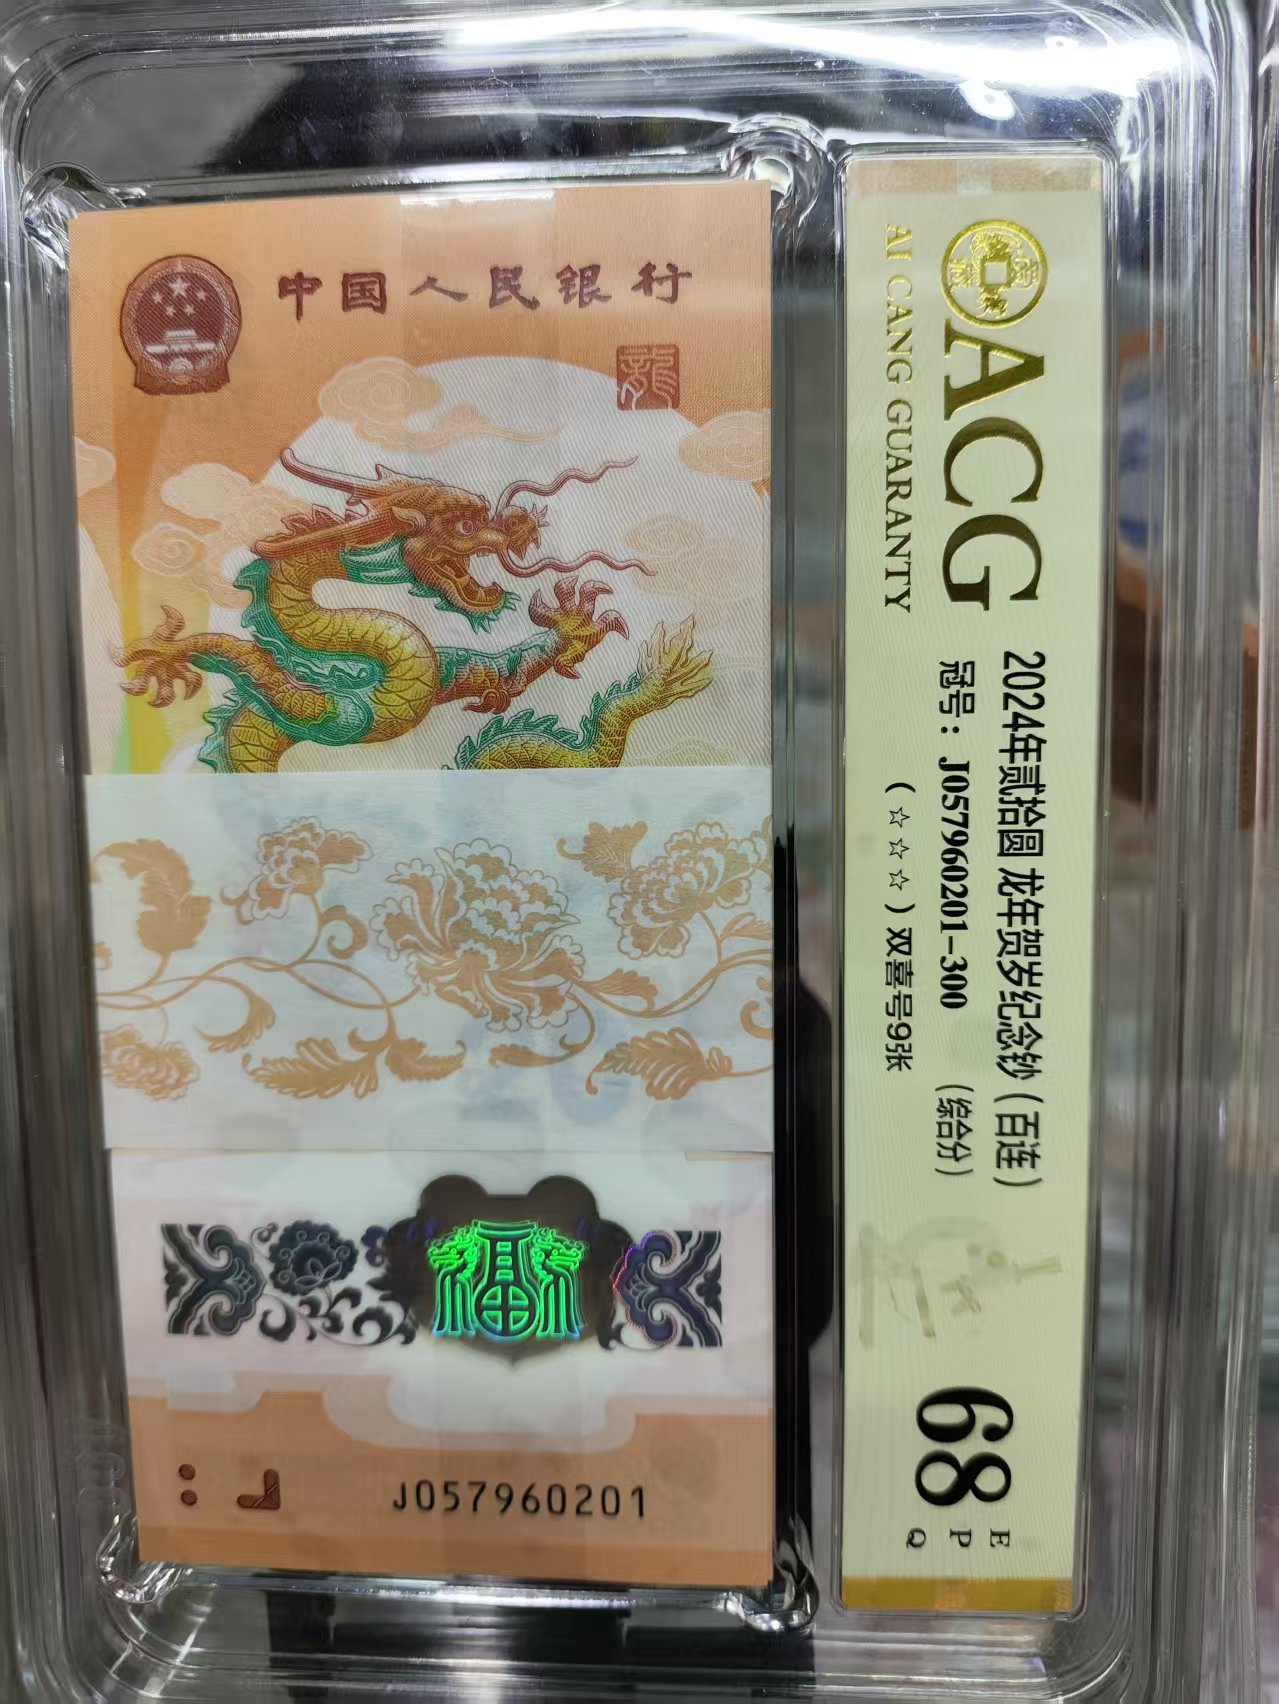 中国人民银行
龍
福
J057960201
ACG
AI CANG GUARANTY
2024年贰拾圆 龙年贺岁纪念钞（百连）
冠号：J057960201-300 （综合分）
（☆☆☆）双喜号9张
68
E
P
Q